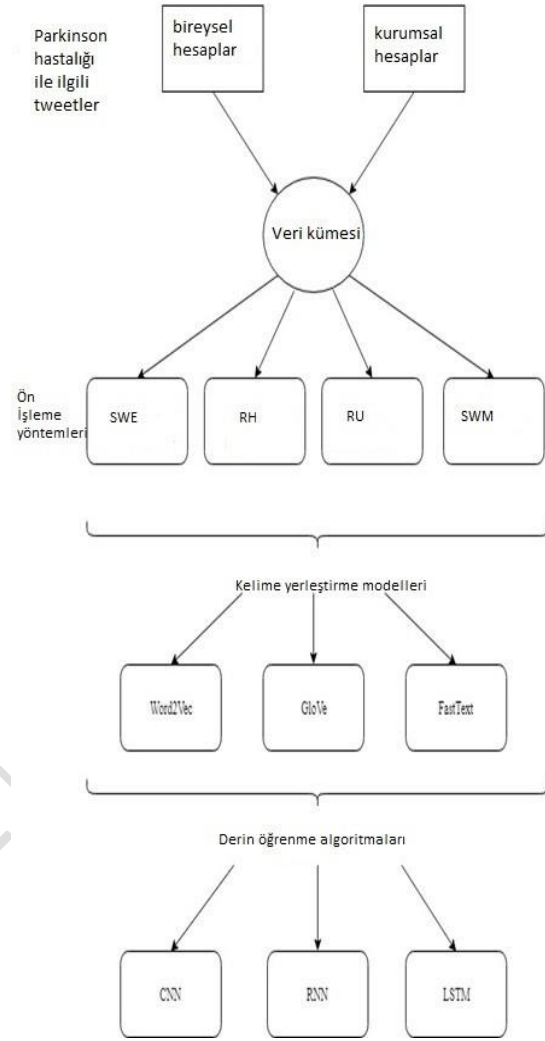 Parkinson
hastalığı
ile ilgili
tweetler
bireysel
hesaplar
kurumsal
hesaplar
Veri kümesi
Ön
İşleme
yöntemleri
SWE
RH
RU
SWM
Kelime yerleştirme modelleri
Word2Vec
GloVe
FastText
Derin öğrenme algoritmaları
CNN
RNN
LSTM